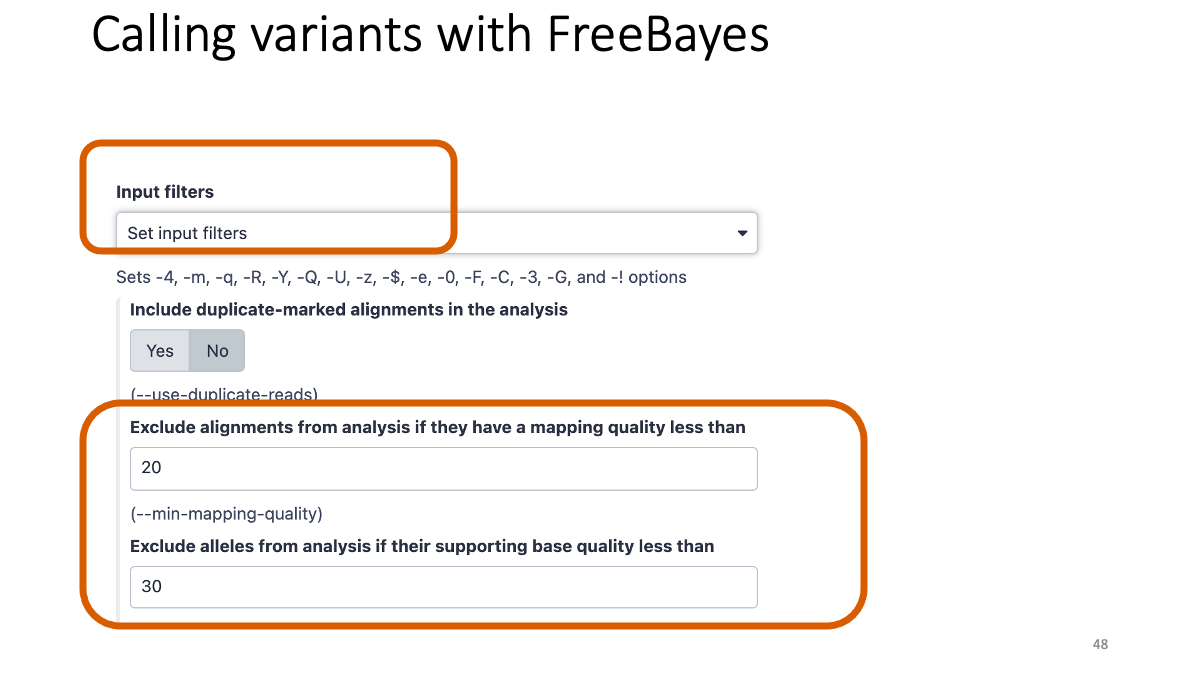 Calling variants with FreeBayes
Input filters
Set input filters
Sets -4, -m, -q, -R, -Y, -Q, -U, -z, -$, -e, -0, -F, -C, -3, -G, and -! options
Include duplicate-marked alignments in the analysis
Yes No
(--use-duplicate-reads)
Exclude alignments from analysis if they have a mapping quality less than
20
(--min-mapping-quality)
Exclude alleles from analysis if their supporting base quality less than
30
48